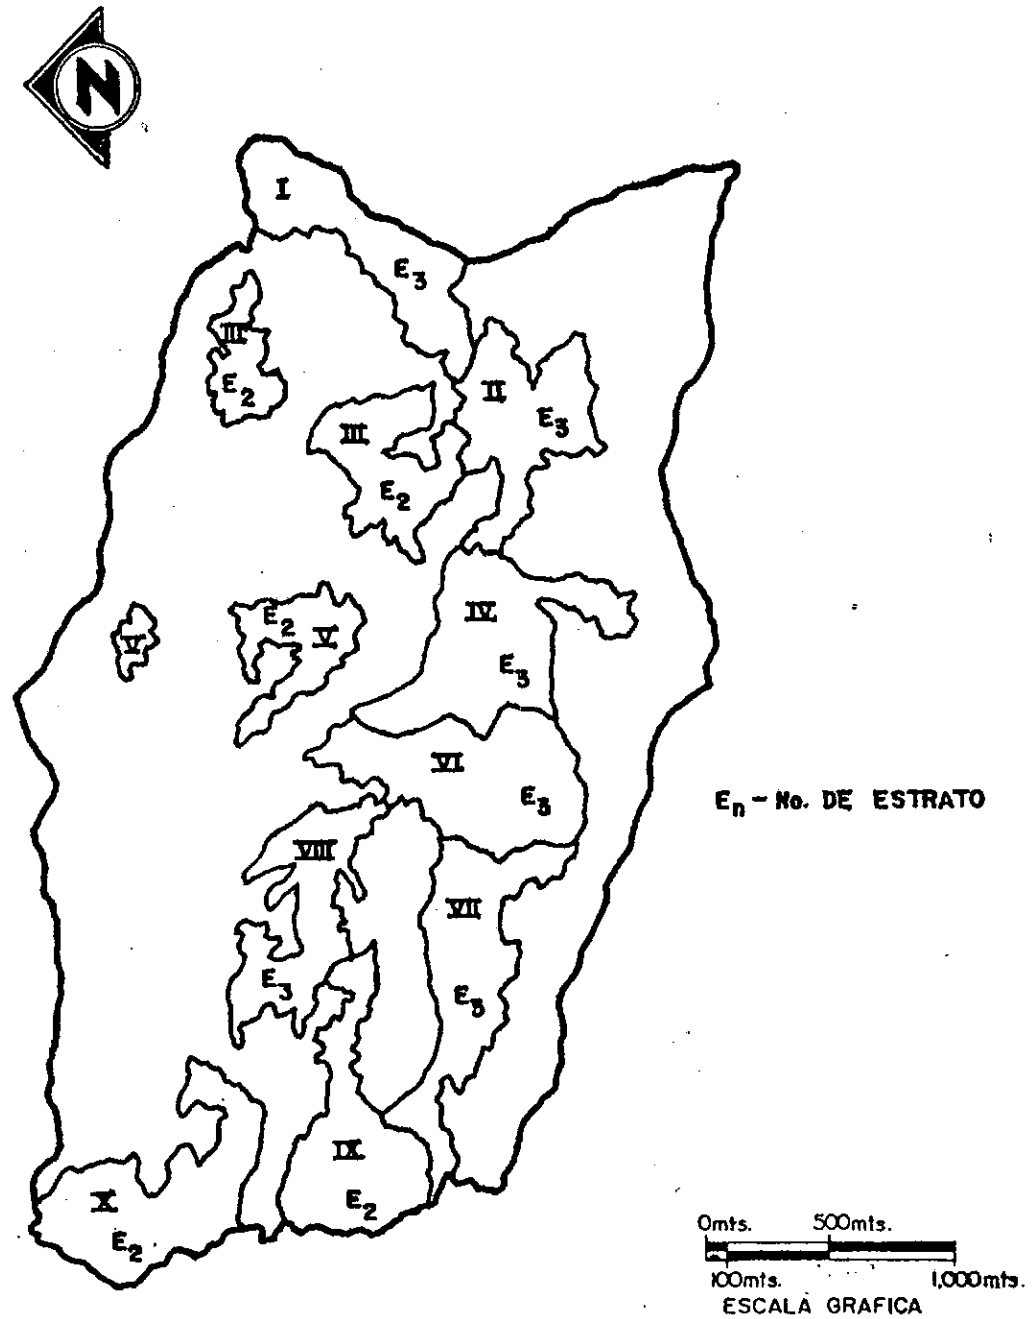 N
I
E3
III
E2
II
E3
III
E2
IV
E3
E2
V
V
VI
E3
En - No. DE ESTRATO
VIII
VII
E3
E3
IX
E2
X
E2
0mts. 500mts.
100mts. 1,000mts.
ESCALA GRAFICA